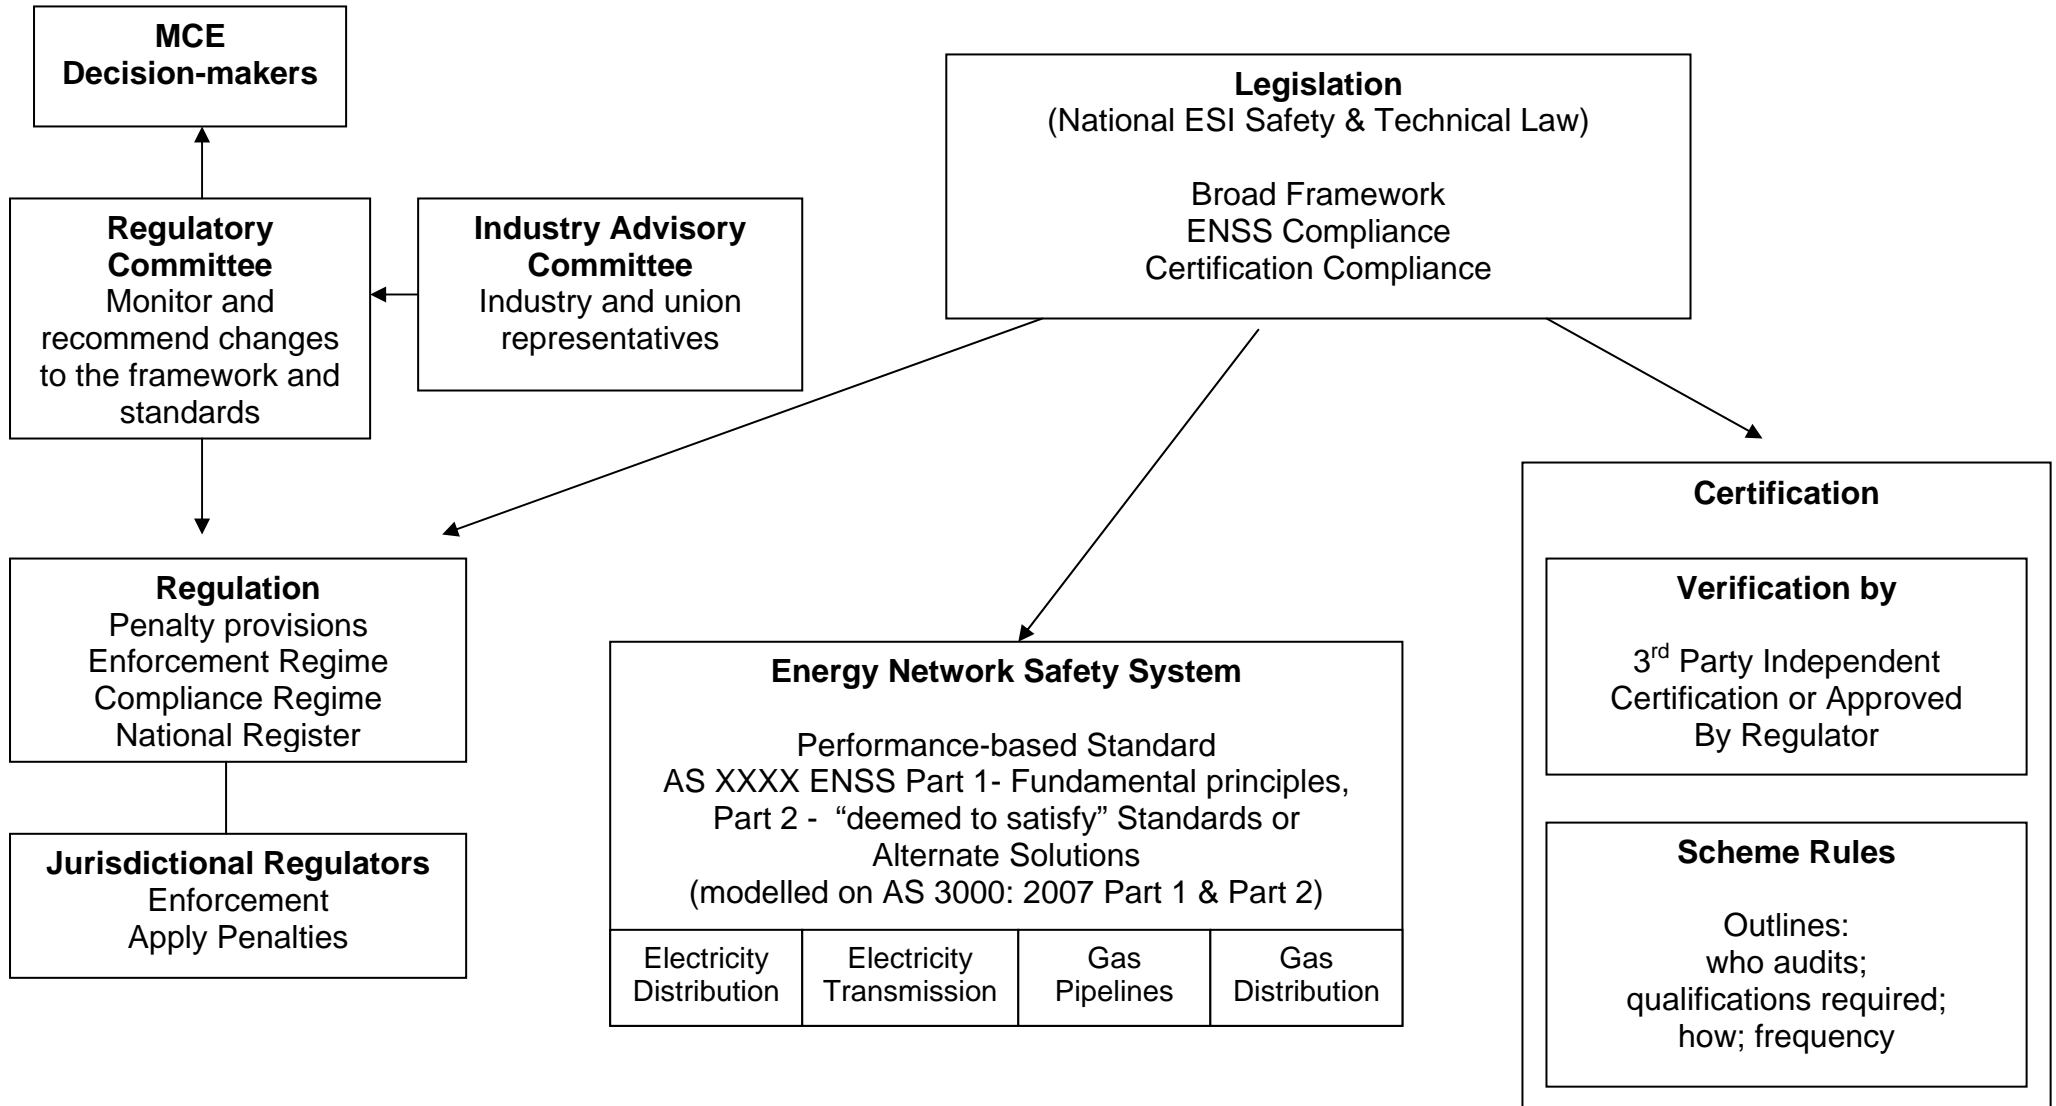 MCE
Decision-makers
Legislation
(National ESI Safety & Technical Law)
Broad Framework
ENSS Compliance
Certification Compliance
Regulatory
Committee
Monitor and
recommend changes
to the framework and
standards
Industry Advisory
Committee
Industry and union
representatives
Regulation
Penalty provisions
Enforcement Regime
Compliance Regime
National Register
Jurisdictional Regulators
Enforcement
Apply Penalties
Energy Network Safety System
Performance-based Standard
AS XXXX ENSS Part 1- Fundamental principles,
Part 2 - “deemed to satisfy” Standards or
Alternate Solutions
(modelled on AS 3000: 2007 Part 1 & Part 2)
Electricity
Distribution
Electricity
Transmission
Gas
Pipelines
Gas
Distribution
Certification
Verification by
3rd Party Independent
Certification or Approved
By Regulator
Scheme Rules
Outlines:
who audits;
qualifications required;
how; frequency